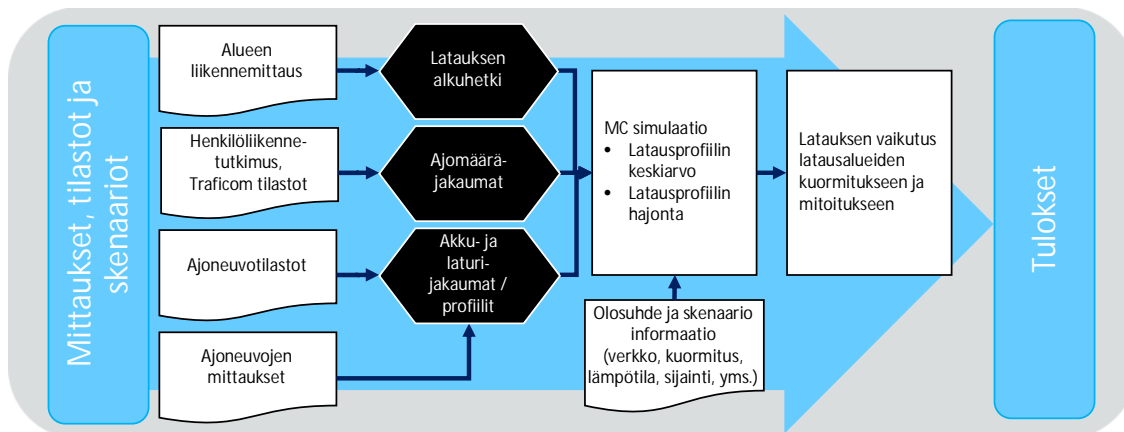 Mittaukset, tilastot ja
skenaariot
Alueen
liikennemittaus
Henkilöliikenne-
tutkimus,
Traficom tilastot
Ajoneuvotilastot
Ajoneuvojen
mittaukset
Latauksen
alkuhetki
Ajomäärä-
jakaumat
Akku- ja
laturi-
jakaumat /
profiilit
MC simulaatio
• Latausprofiilin
keskiarvo
• Latausprofiilin
hajonta
Olosuhde ja skenaario
informaatio
(verkko, kuormitus,
lämpötila, sijainti, yms.)
Latauksen vaikutus
latausalueiden
kuormitukseen ja
mitoitukseen
Tulokset